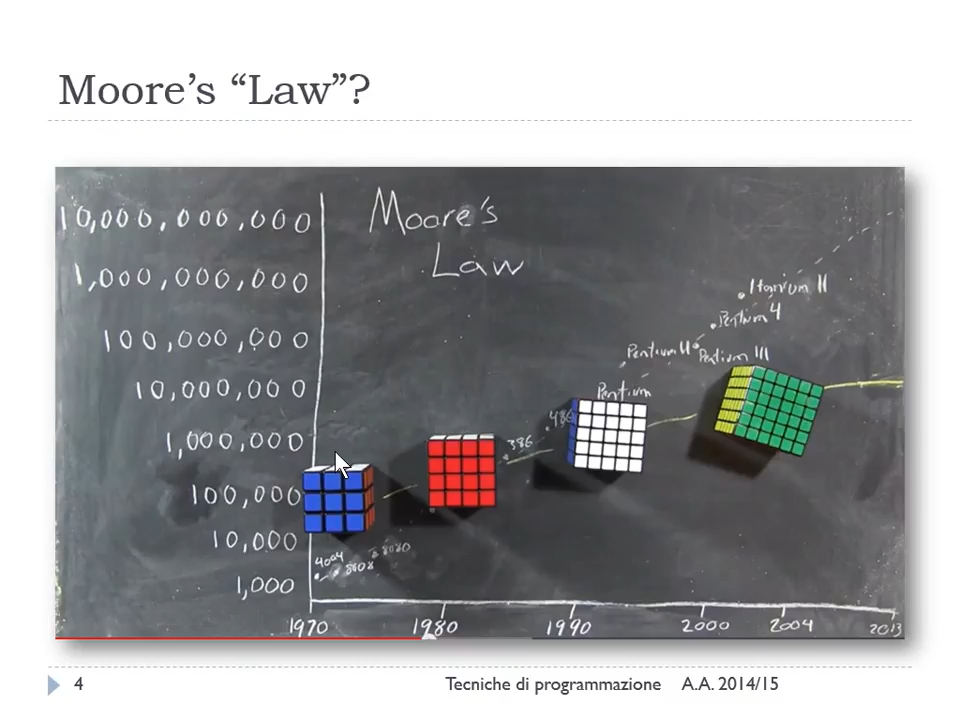 Moore's “Law”?
Moore's
Law
10,000,000,000
1,000,000,000
100,000,000
10,000,000
1,000,000
100,000
10,000
1,000
Itanium II
Pentium 4
Pentium II Pentium III
Pentium
486
386
4004
8008
8080
1970 1980 1990 2000 2004 2013
4 Tecniche di programmazione A.A. 2014/15